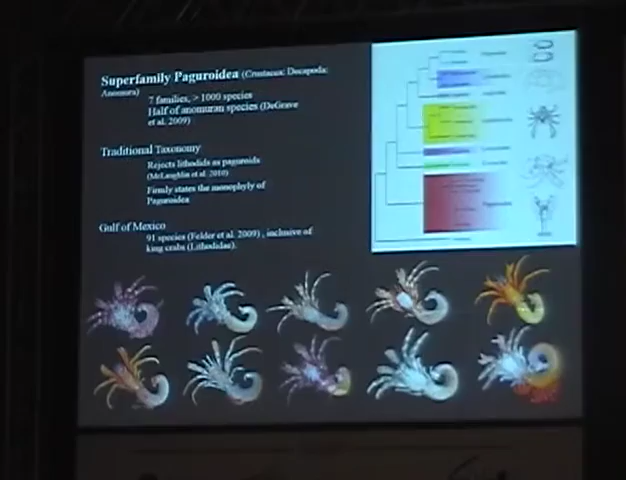 Superfamily Paguroidea (Crustacea: Decapoda:
Anomura)
7 families, > 1000 species
Half of anomuran species (DeGrave
et al. 2009)
Traditional Taxonomy
Rejects lithodids as paguroids
(McLaughlin et al. 2010)
Firmly states the monophyly of
Paguroidea
Gulf of Mexico
91 species (Felder et al. 2009) , inclusive of
king crabs (Lithodidae).